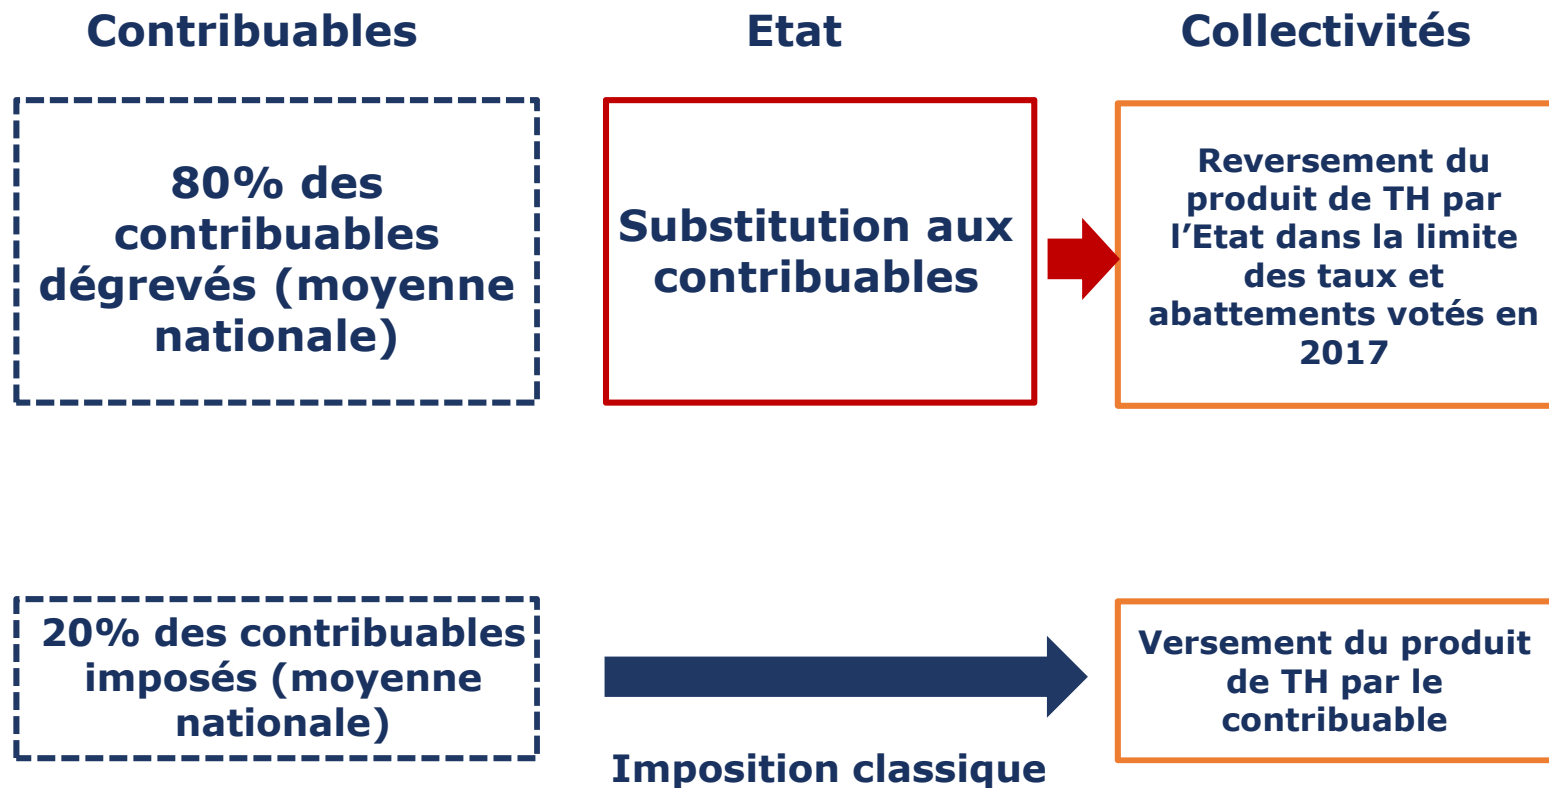 Contribuables
Etat
Collectivités
80% des
contribuables
dégrevés (moyenne
nationale)
Substitution aux
contribuables
Reversement du
produit de TH par
l’Etat dans la limite
des taux et
abattements votés en
2017
20% des contribuables
imposés (moyenne
nationale)
Imposition classique
Versement du produit
de TH par le
contribuable